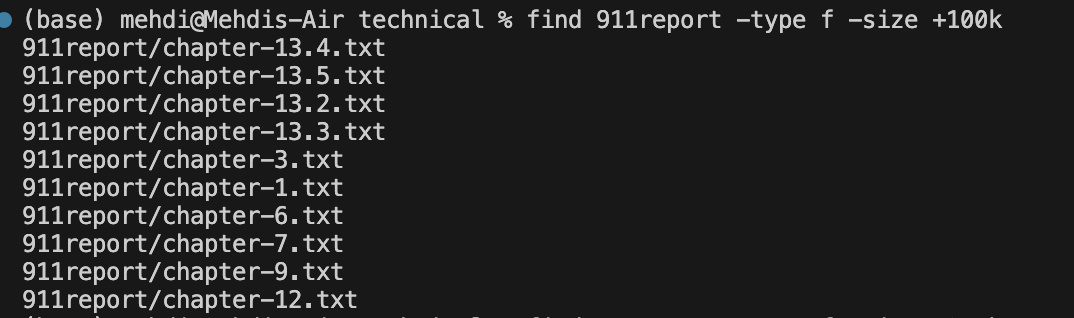 (base) mehdi@Mehdis-Air technical % find 911report -type f -size +100k
911report/chapter-13.4.txt
911report/chapter-13.5.txt
911report/chapter-13.2.txt
911report/chapter-13.3.txt
911report/chapter-3.txt
911report/chapter-1.txt
911report/chapter-6.txt
911report/chapter-7.txt
911report/chapter-9.txt
911report/chapter-12.txt